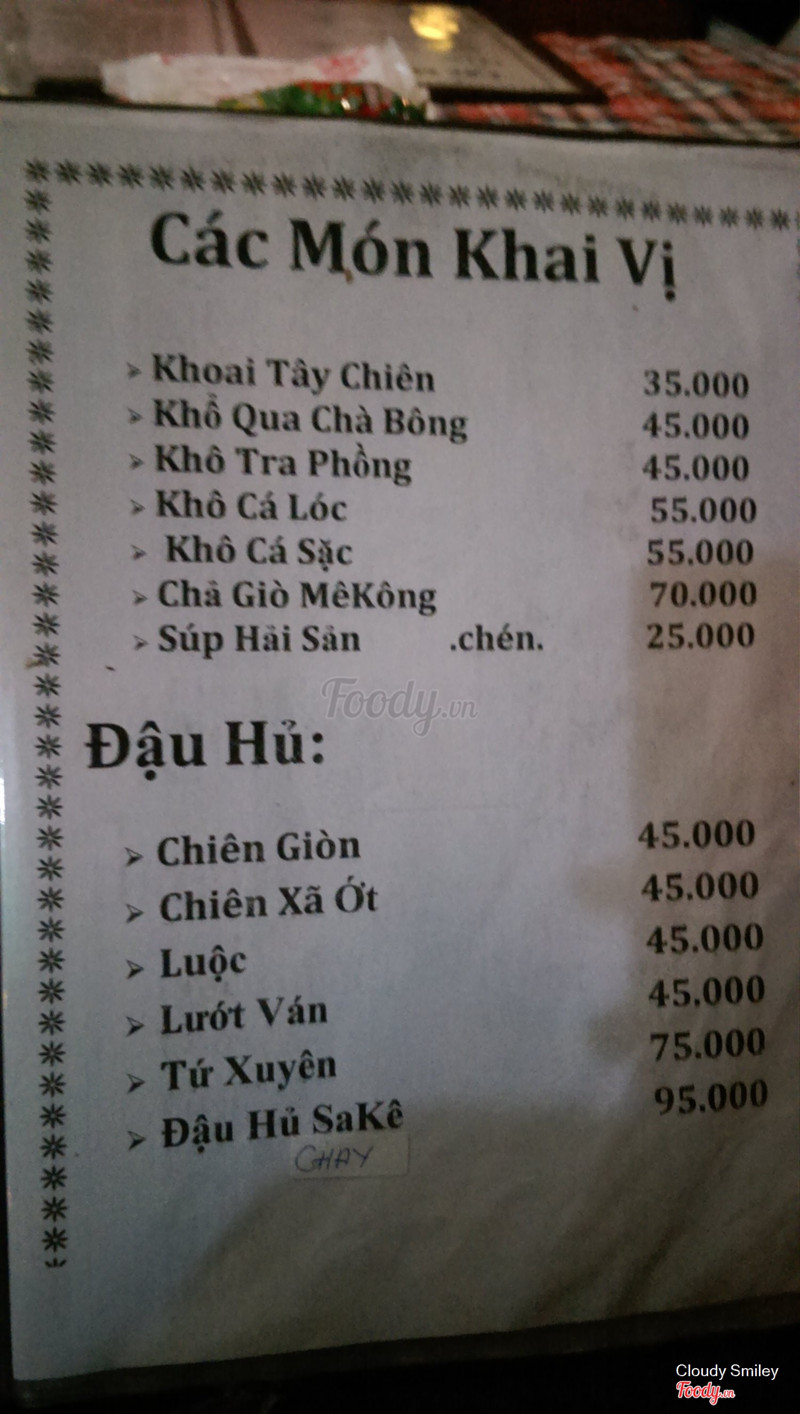 Các Món Khai Vị
➢ Khoai Tây Chiên 35.000
➢ Khổ Qua Chà Bông 45.000
➢ Khô Tra Phồng 45.000
➢ Khô Cá Lóc 55.000
➢ Khô Cá Sặc 55.000
➢ Chả Giò MêKông 70.000
➢ Súp Hải Sản .chén. 25.000
Foody.vn
Đậu Hủ:
➢ Chiên Giòn 45.000
➢ Chiên Xã Ớt 45.000
➢ Luộc 45.000
➢ Lướt Ván 45.000
➢ Tứ Xuyên 75.000
➢ Đậu Hủ SaKê 95.000
CHAY
Cloudy Smiley
Foody.vn